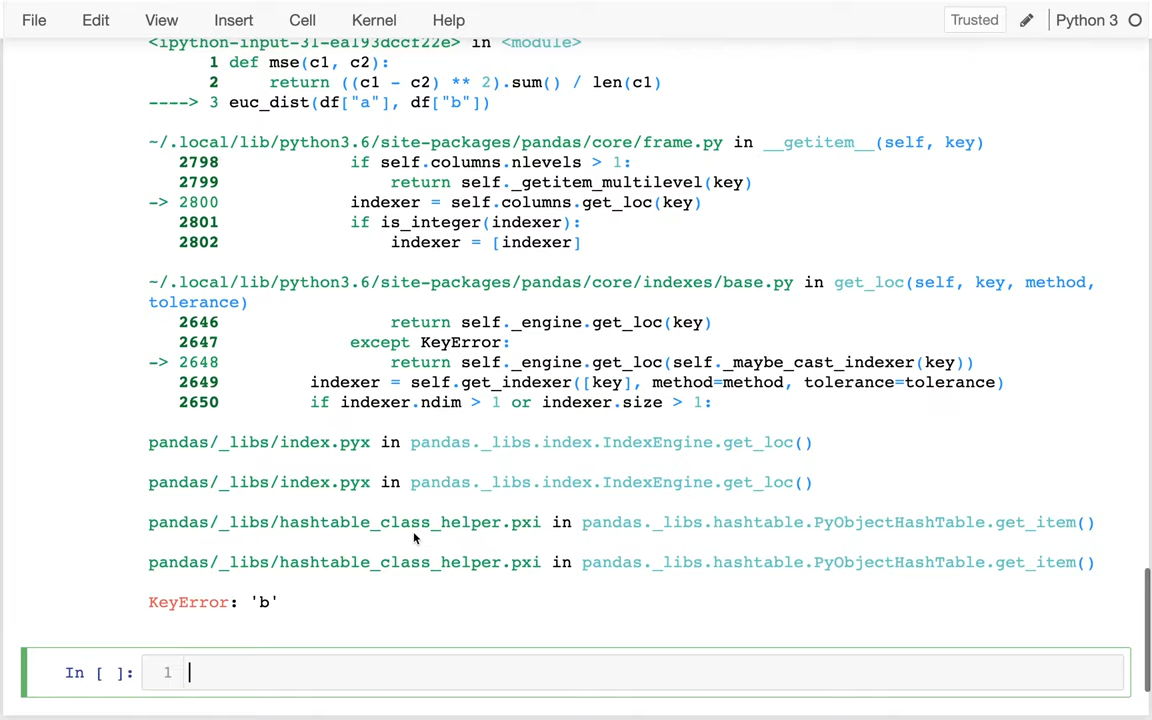 File Edit View Insert Cell Kernel Help Trusted Python 3
<ipython-input-31-ea193dccf22e> in <module>
1 def mse(c1, c2):
2 return ((c1 - c2) ** 2).sum() / len(c1)
----> 3 euc_dist(df["a"], df["b"])
~/.local/lib/python3.6/site-packages/pandas/core/frame.py in __getitem__(self, key)
2798 if self.columns.nlevels > 1:
2799 return self._getitem_multilevel(key)
-> 2800 indexer = self.columns.get_loc(key)
2801 if is_integer(indexer):
2802 indexer = [indexer]
~/.local/lib/python3.6/site-packages/pandas/core/indexes/base.py in get_loc(self, key, method,
tolerance)
2646 return self._engine.get_loc(key)
2647 except KeyError:
-> 2648 return self._engine.get_loc(self._maybe_cast_indexer(key))
2649 indexer = self.get_indexer([key], method=method, tolerance=tolerance)
2650 if indexer.ndim > 1 or indexer.size > 1:
pandas/_libs/index.pyx in pandas._libs.index.IndexEngine.get_loc()
pandas/_libs/index.pyx in pandas._libs.index.IndexEngine.get_loc()
pandas/_libs/hashtable_class_helper.pxi in pandas._libs.hashtable.PyObjectHashTable.get_item()
pandas/_libs/hashtable_class_helper.pxi in pandas._libs.hashtable.PyObjectHashTable.get_item()
KeyError: 'b'
In [ ]: 1